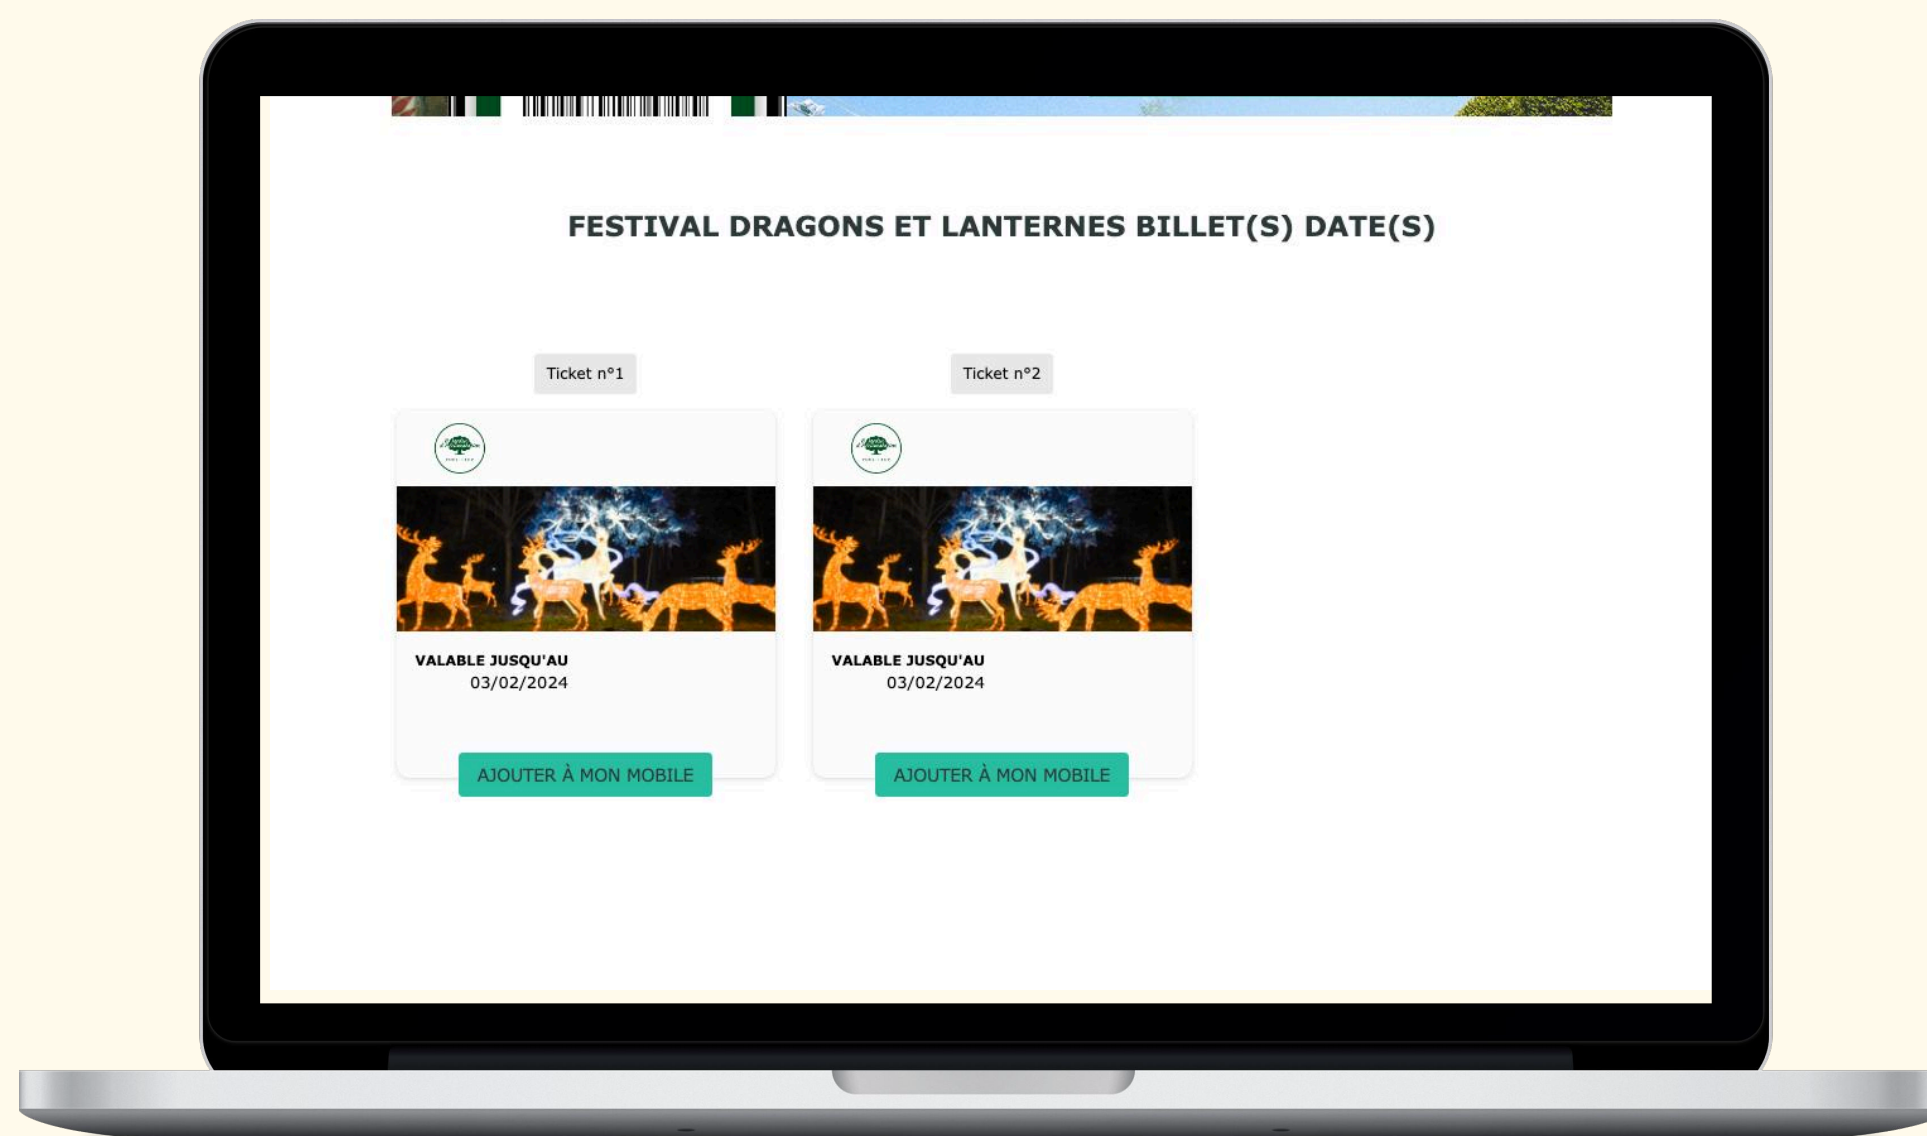 FESTIVAL DRAGONS ET LANTERNES BILLET(S) DATE(S)
Ticket n°1
Ticket n°2
VALABLE JUSQU'AU
03/02/2024
VALABLE JUSQU'AU
03/02/2024
AJOUTER À MON MOBILE
AJOUTER À MON MOBILE